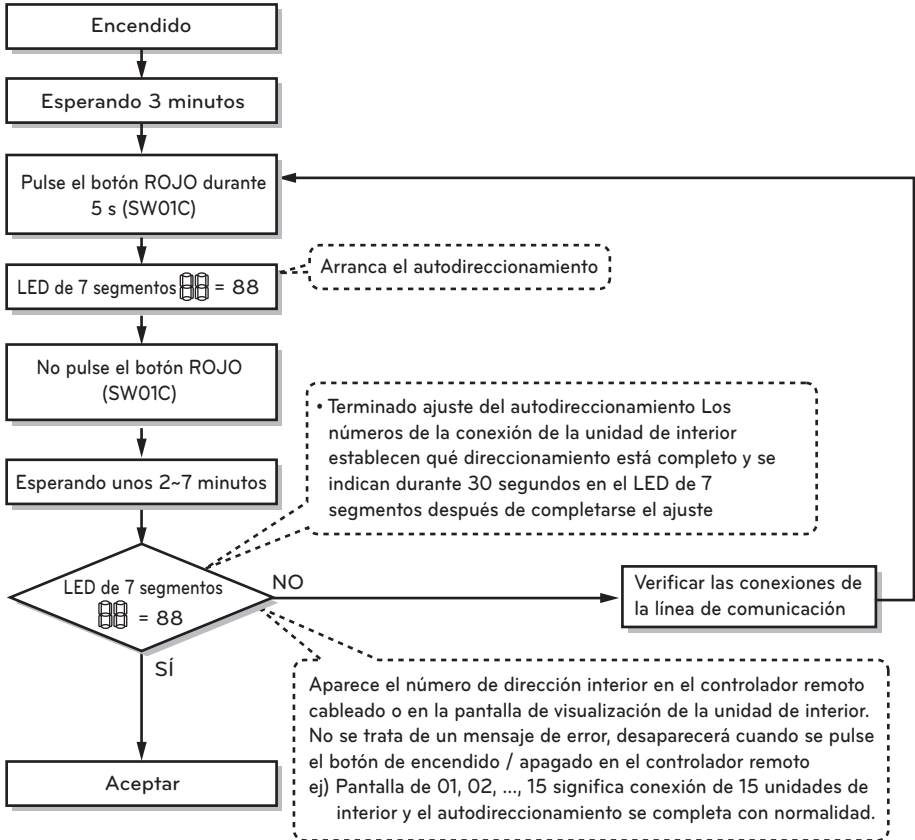 Encendido
Esperando 3 minutos
Pulse el botón ROJO durante
5 s (SW01C)
LED de 7 segmentos 88 = 88
Arranca el autodireccionamiento
No pulse el botón ROJO
(SW01C)
• Terminado ajuste del autodireccionamiento Los
números de la conexión de la unidad de interior
establecen qué direccionamiento está completo y se
indican durante 30 segundos en el LED de 7
segmentos después de completarse el ajuste
Esperando unos 2~7 minutos
LED de 7 segmentos
88 = 88
NO
Verificar las conexiones de
la línea de comunicación
SÍ
Aparece el número de dirección interior en el controlador remoto
cableado o en la pantalla de visualización de la unidad de interior.
No se trata de un mensaje de error, desaparecerá cuando se pulse
el botón de encendido / apagado en el controlador remoto
ej) Pantalla de 01, 02, ..., 15 significa conexión de 15 unidades de
interior y el autodireccionamiento se completa con normalidad.
Aceptar